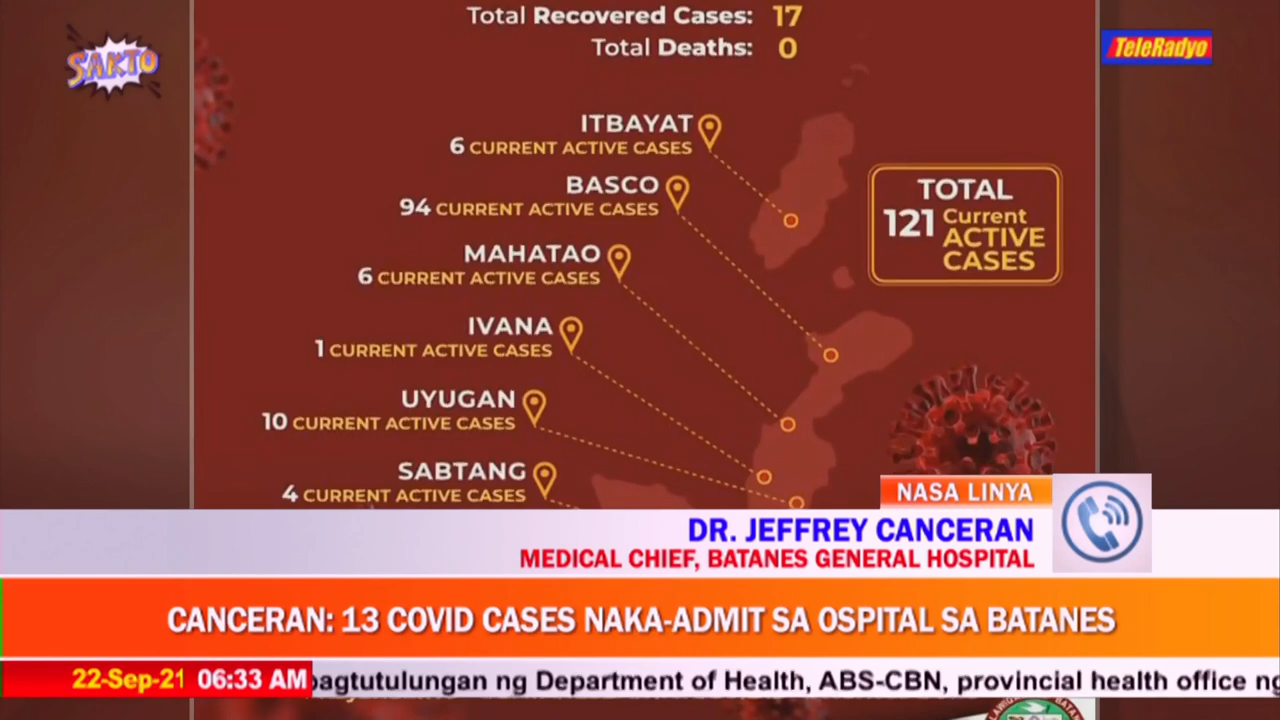 Total Recovered Cases: 17
Total Deaths: 0
SAKTO
TeleRadyo
ITBAYAT
6 CURRENT ACTIVE CASES
BASCO
94 CURRENT ACTIVE CASES
TOTAL
121 Current
ACTIVE
CASES
MAHATAO
6 CURRENT ACTIVE CASES
IVANA
1 CURRENT ACTIVE CASES
UYUGAN
10 CURRENT ACTIVE CASES
SABTANG
4 CURRENT ACTIVE CASES
NASA LINYA
DR. JEFFREY CANCERAN
MEDICAL CHIEF, BATANES GENERAL HOSPITAL
CANCERAN: 13 COVID CASES NAKA-ADMIT SA OSPITAL SA BATANES
22-Sep-21 06:33 AM pagtutulungan ng Department of Health, ABS-CBN, provincial health office ng